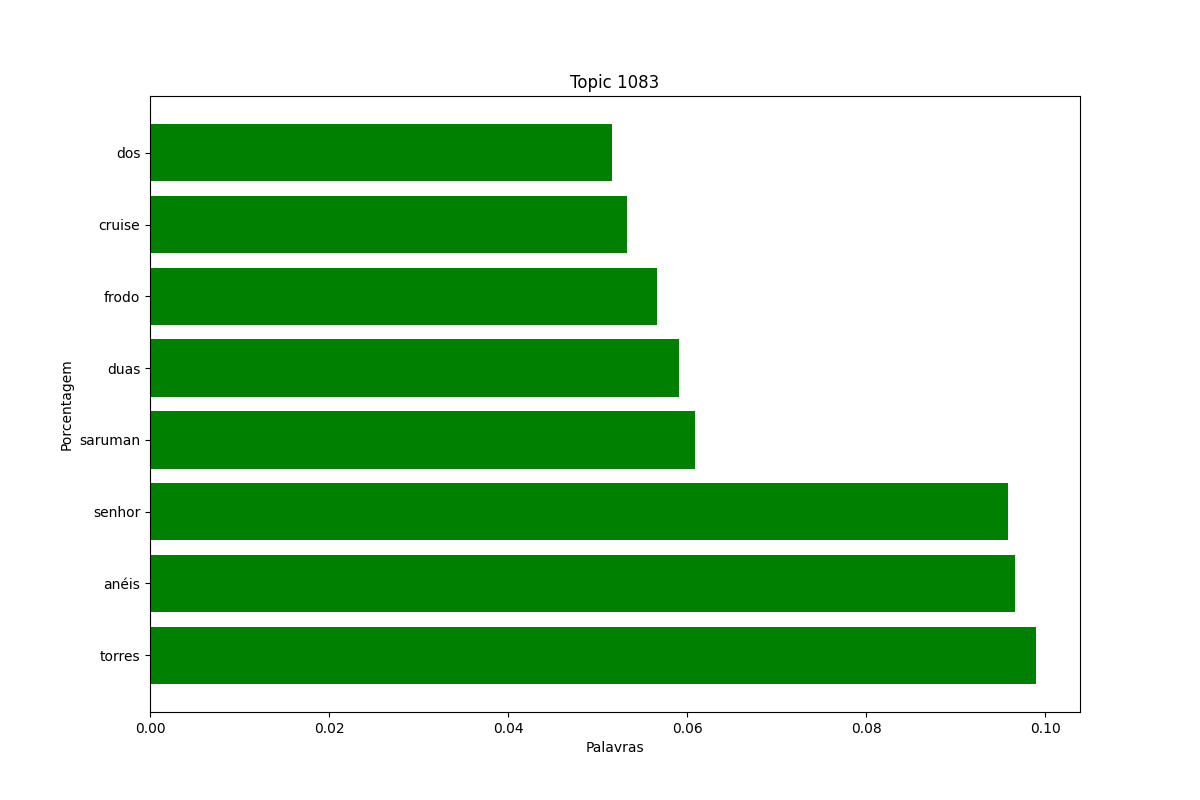 Topic 1083
dos
cruise
frodo
duas
saruman
senhor
anéis
torres
Porcentagem
0.00 0.02 0.04 0.06 0.08 0.10
Palavras